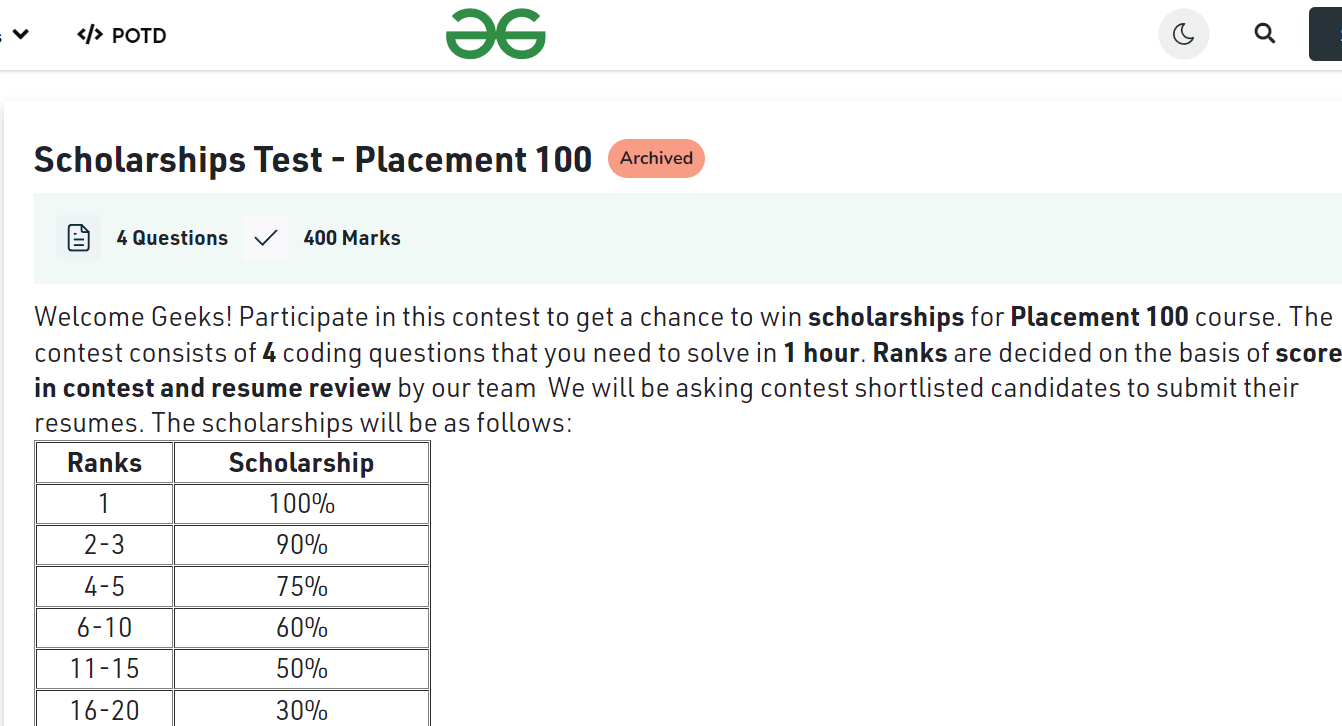 POTD
Scholarships Test - Placement 100 Archived
4 Questions 400 Marks
Welcome Geeks! Participate in this contest to get a chance to win scholarships for Placement 100 course. The
contest consists of 4 coding questions that you need to solve in 1 hour. Ranks are decided on the basis of score
in contest and resume review by our team We will be asking contest shortlisted candidates to submit their
resumes. The scholarships will be as follows:
Ranks Scholarship
1 100%
2-3 90%
4-5 75%
6-10 60%
11-15 50%
16-20 30%